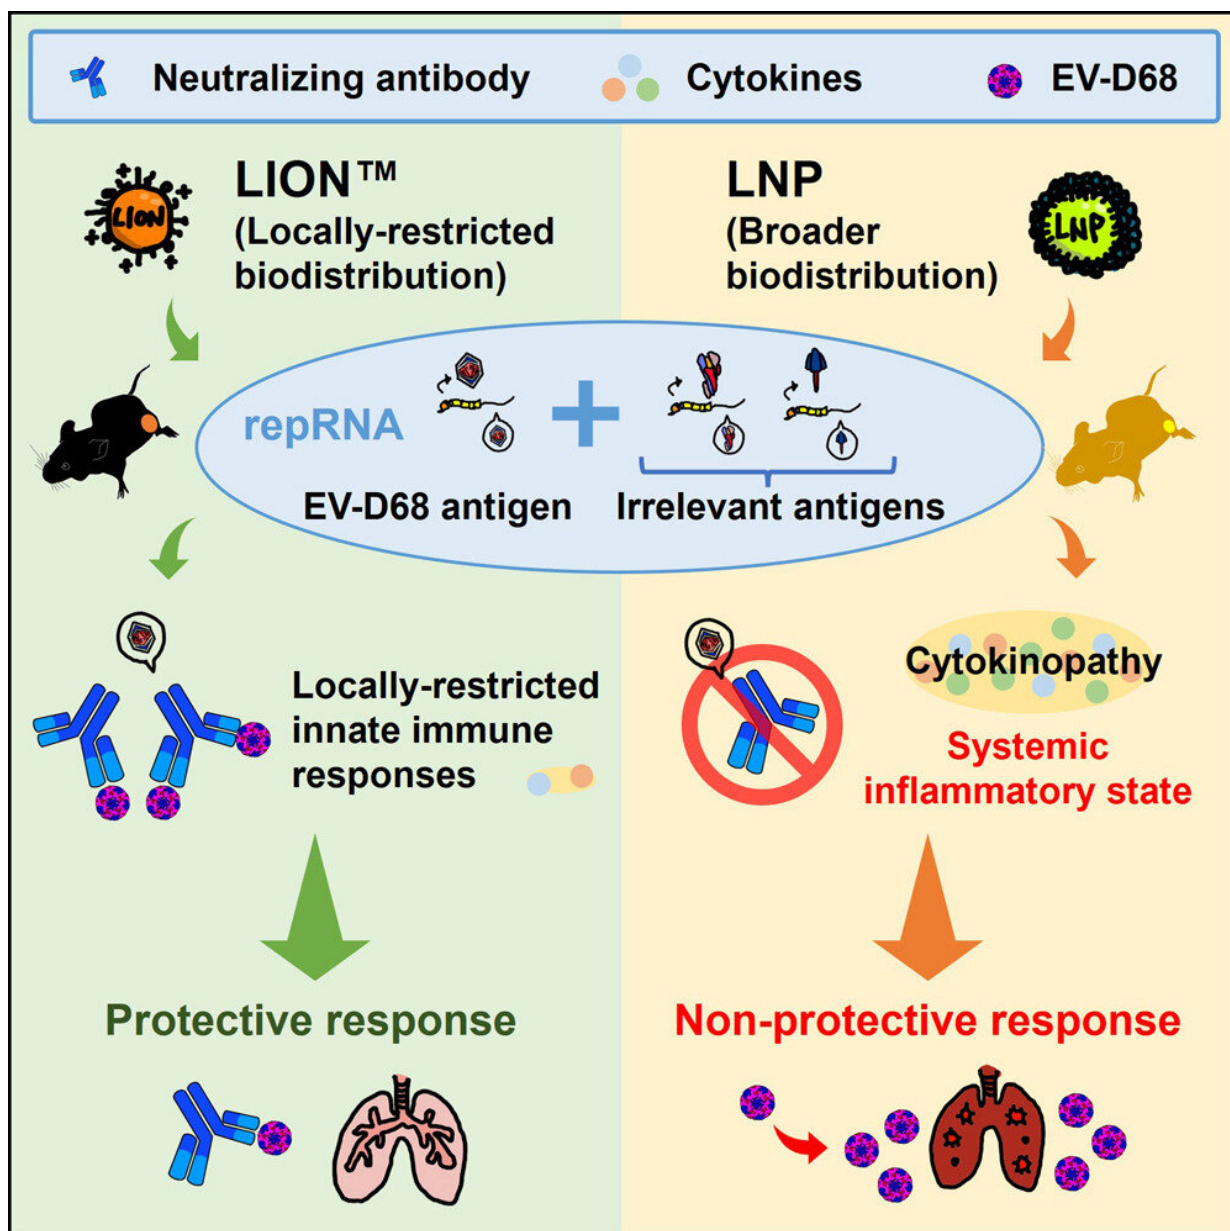 Neutralizing antibody
Cytokines
EV-D68
LION™
(Locally-restricted
biodistribution)
LION
LNP
(Broader
biodistribution)
LNP
repRNA
EV-D68 antigen
Irrelevant antigens
Locally-restricted
innate immune
responses
Cytokinopathy
Systemic
inflammatory state
Protective response
Non-protective response